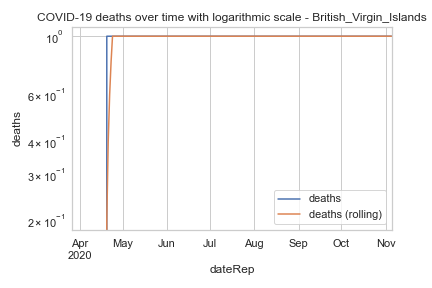 COVID-19 deaths over time with logarithmic scale - British_Virgin_Islands
10⁰
6 × 10⁻¹
4 × 10⁻¹
3 × 10⁻¹
2 × 10⁻¹
deaths
deaths
deaths (rolling)
Apr May Jun Jul Aug Sep Oct Nov
2020
dateRep